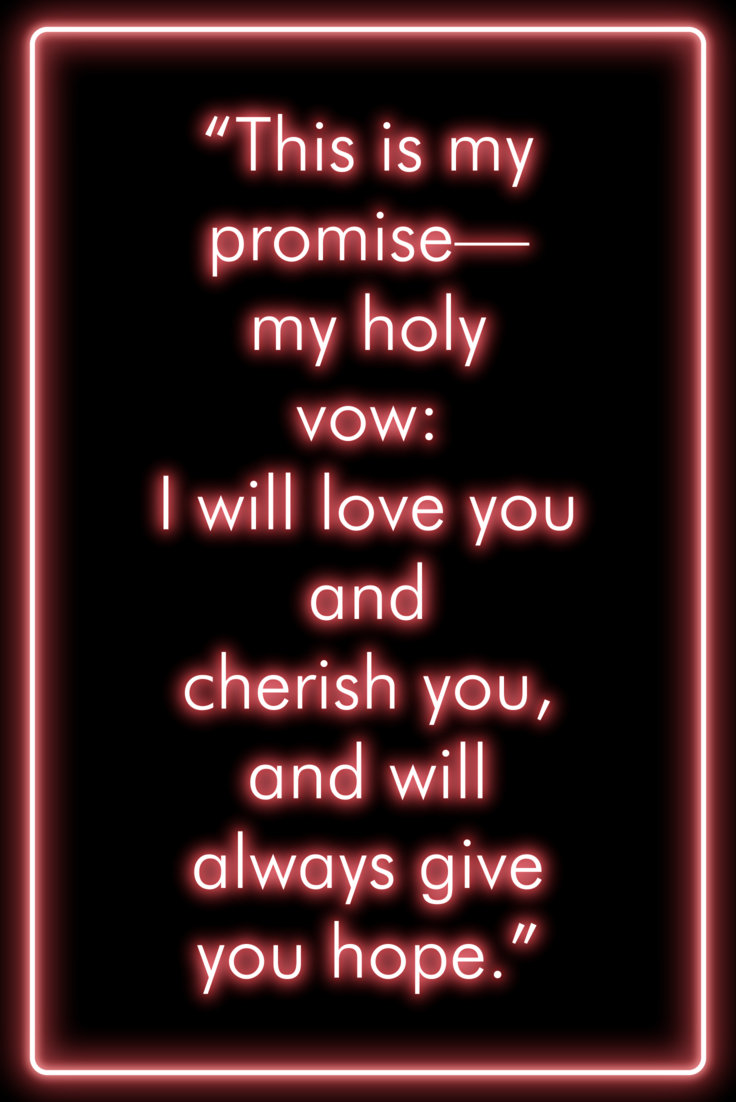 “This is my
promise—
my holy
vow:
I will love you
and
cherish you,
and will
always give
you hope.”